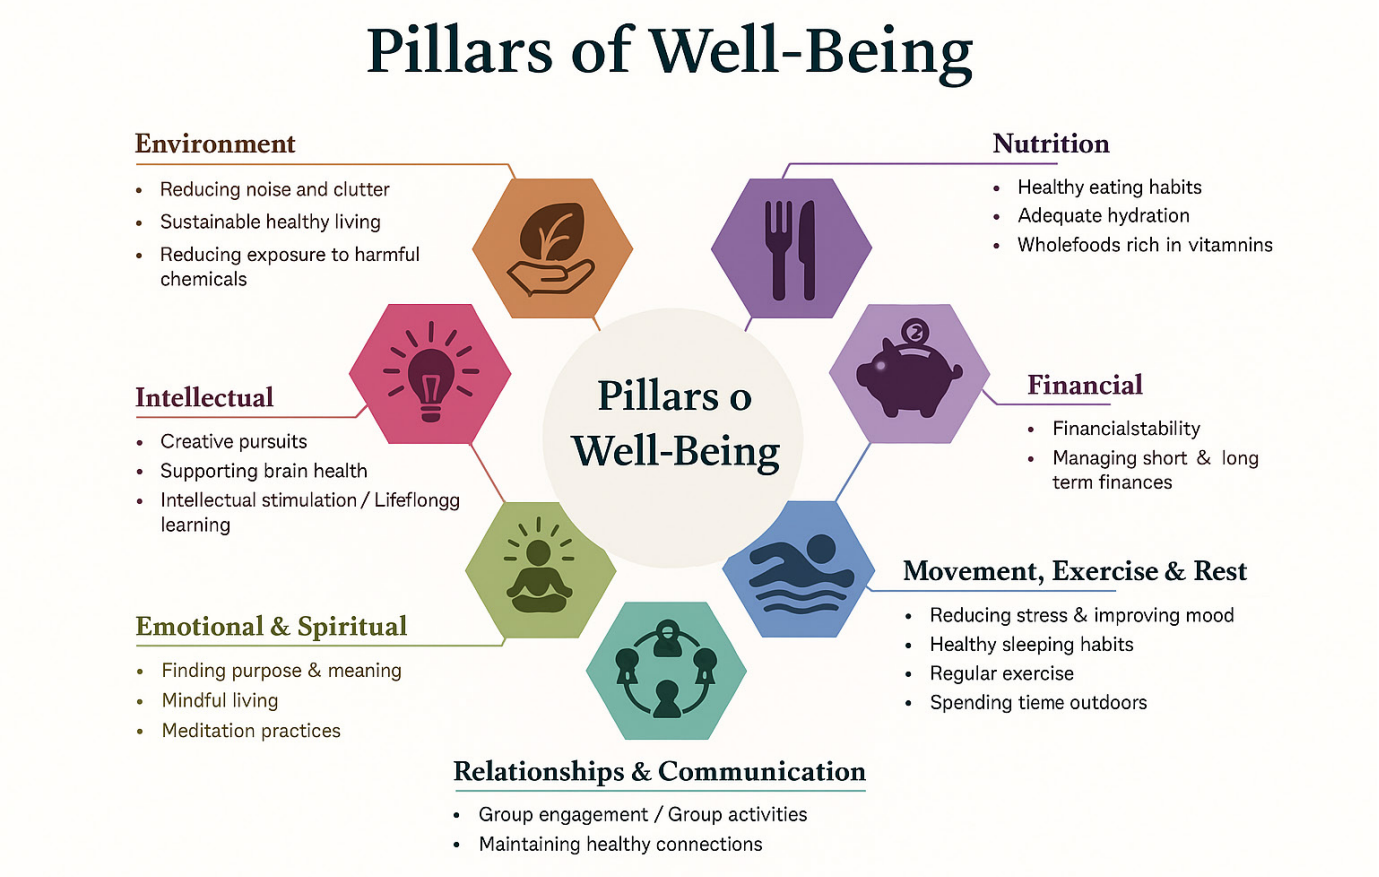 Pillars of Well-Being
Environment
• Reducing noise and clutter
• Sustainable healthy living
• Reducing exposure to harmful
chemicals
Nutrition
• Healthy eating habits
• Adequate hydration
• Wholefoods rich in vitamnins
2
Pillars o
Well-Being
Intellectual
• Creative pursuits
• Supporting brain health
• Intellectual stimulation / Lifeflongg
learning
Financial
• Financialstability
• Managing short & long
term finances
Emotional & Spiritual
• Finding purpose & meaning
• Mindful living
• Meditation practices
Movement, Exercise & Rest
• Reducing stress & improving mood
• Healthy sleeping habits
• Regular exercise
• Spending tieme outdoors
Relationships & Communication
• Group engagement / Group activities
• Maintaining healthy connections